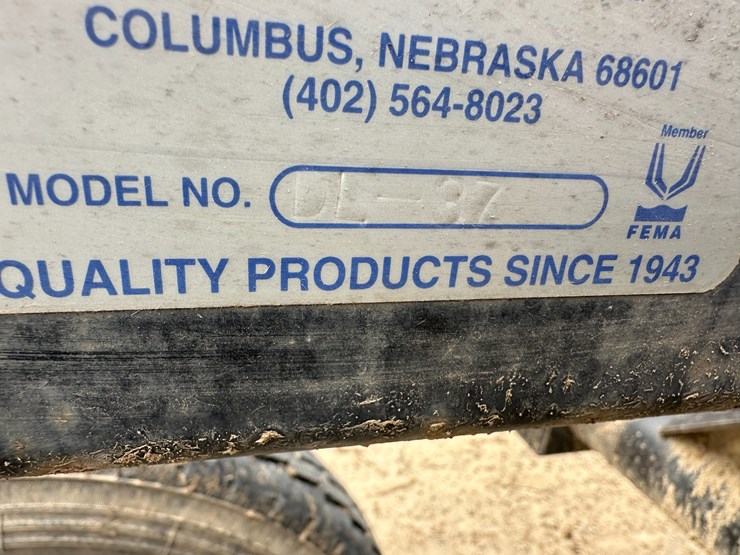 COLUMBUS, NEBRASKA 68601
(402) 564-8023
Member
MODEL NO. DL-37
FEMA
QUALITY PRODUCTS SINCE 1943